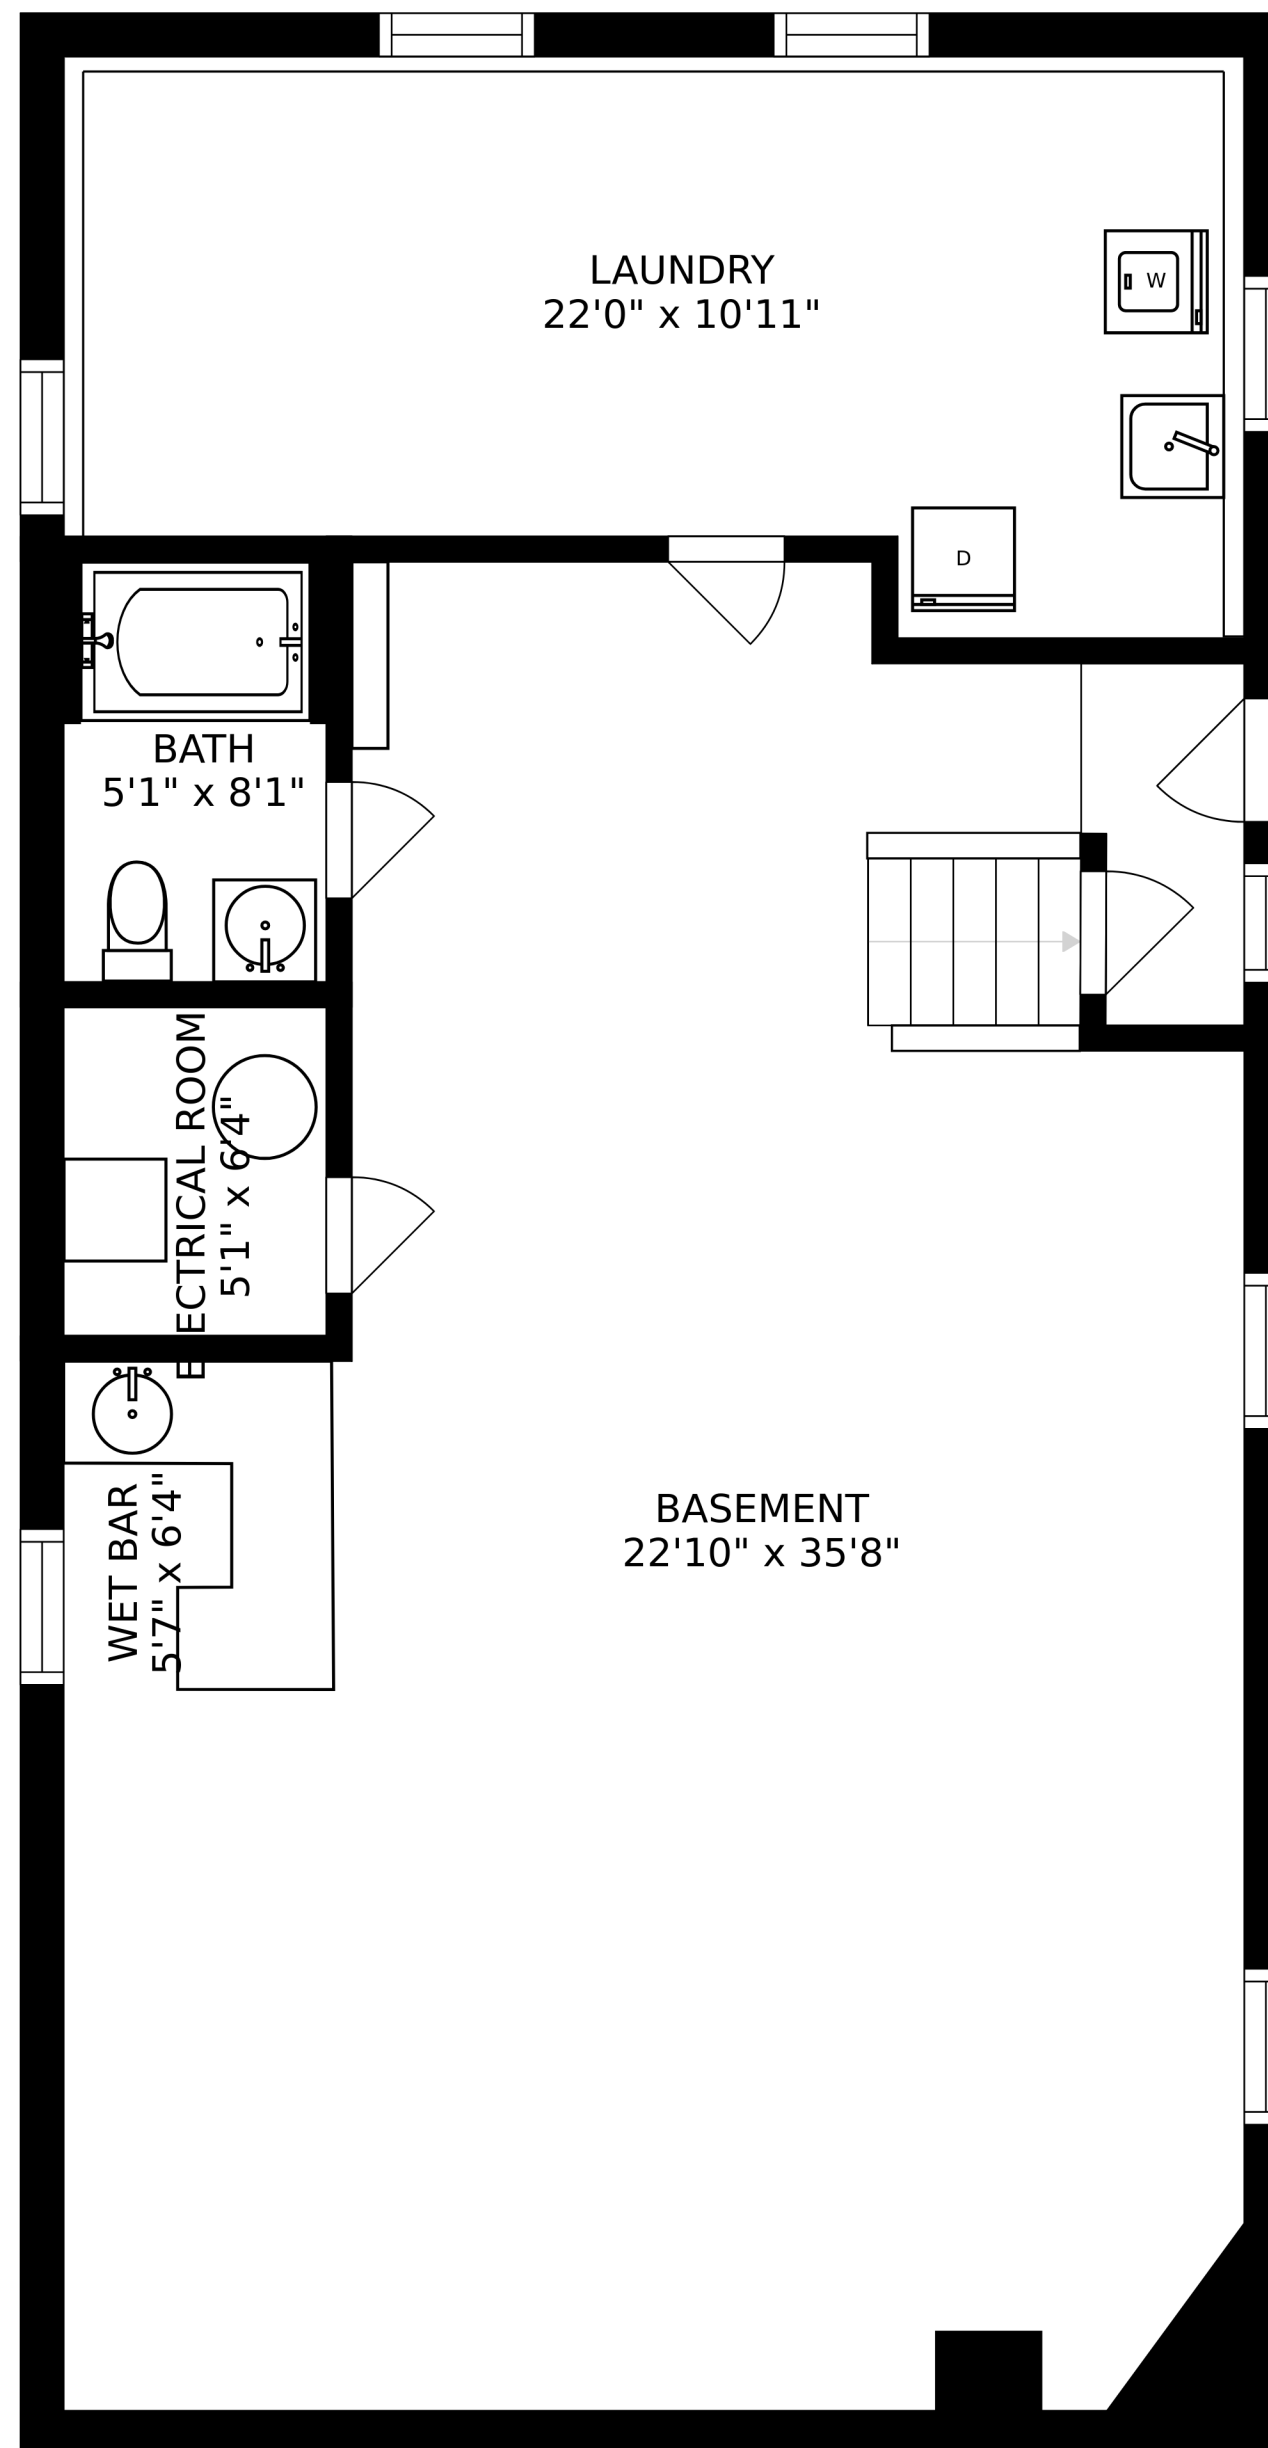 LAUNDRY
22'0" x 10'11"
W
D
BATH
5'1" x 8'1"
ELECTRICAL ROOM
5'1" x 6'4"
WET BAR
5'7" x 6'4"
BASEMENT
22'10" x 35'8"